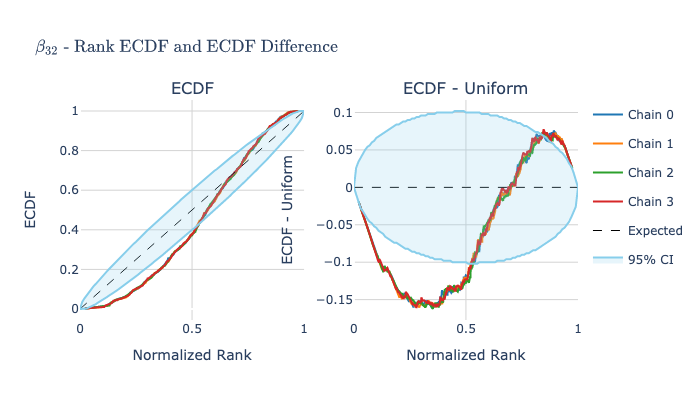 β32 - Rank ECDF and ECDF Difference
ECDF
ECDF - Uniform
ECDF
1
0.8
0.6
0.4
0.2
0
0
0.5
1
Normalized Rank
ECDF - Uniform
0.1
0.05
0
−0.05
−0.1
−0.15
0
0.5
1
Normalized Rank
Chain 0
Chain 1
Chain 2
Chain 3
Expected
95% CI